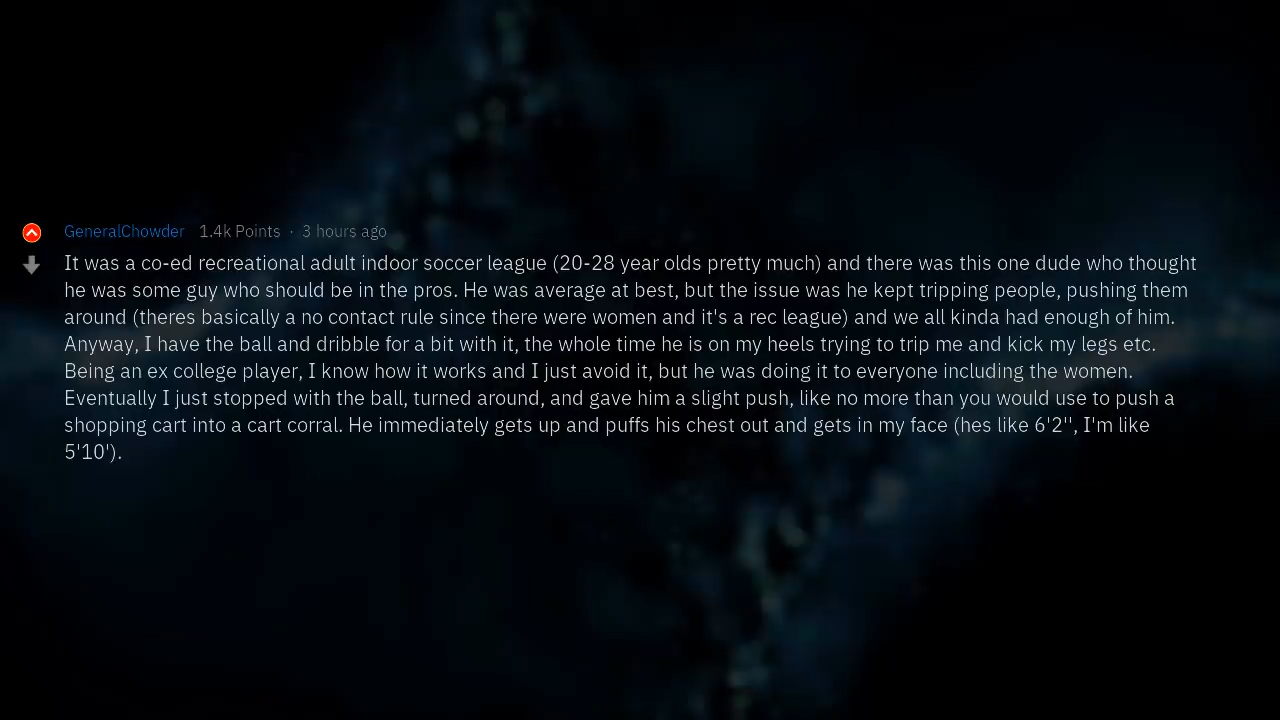 GeneralChowder 1.4k Points · 3 hours ago
It was a co-ed recreational adult indoor soccer league (20-28 year olds pretty much) and there was this one dude who thought
he was some guy who should be in the pros. He was average at best, but the issue was he kept tripping people, pushing them
around (theres basically a no contact rule since there were women and it's a rec league) and we all kinda had enough of him.
Anyway, I have the ball and dribble for a bit with it, the whole time he is on my heels trying to trip me and kick my legs etc.
Being an ex college player, I know how it works and I just avoid it, but he was doing it to everyone including the women.
Eventually I just stopped with the ball, turned around, and gave him a slight push, like no more than you would use to push a
shopping cart into a cart corral. He immediately gets up and puffs his chest out and gets in my face (hes like 6'2'', I'm like
5'10').